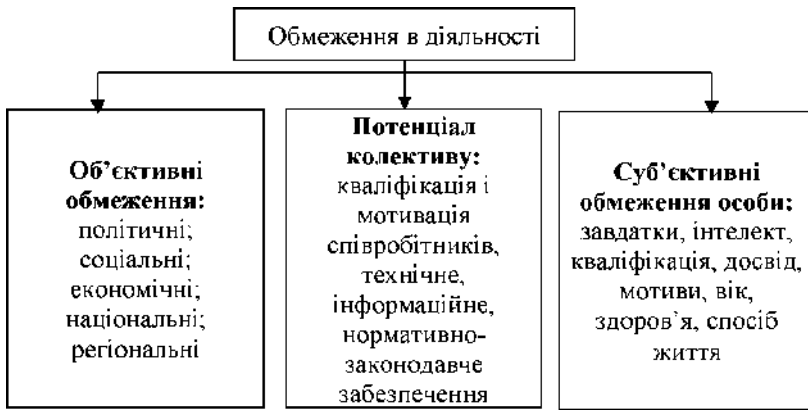 Обмеження в діяльності
Об’єктивні
обмеження:
політичні;
соціальні;
економічні;
національні;
регіональні
Потенціал
колективу:
кваліфікація і
мотивація
співробітників,
технічне,
інформаційне,
нормативно-
законодавче
забезпечення
Суб’єктивні
обмеження особи:
завдатки, інтелект,
кваліфікація, досвід,
мотиви, вік,
здоров’я, спосіб
життя